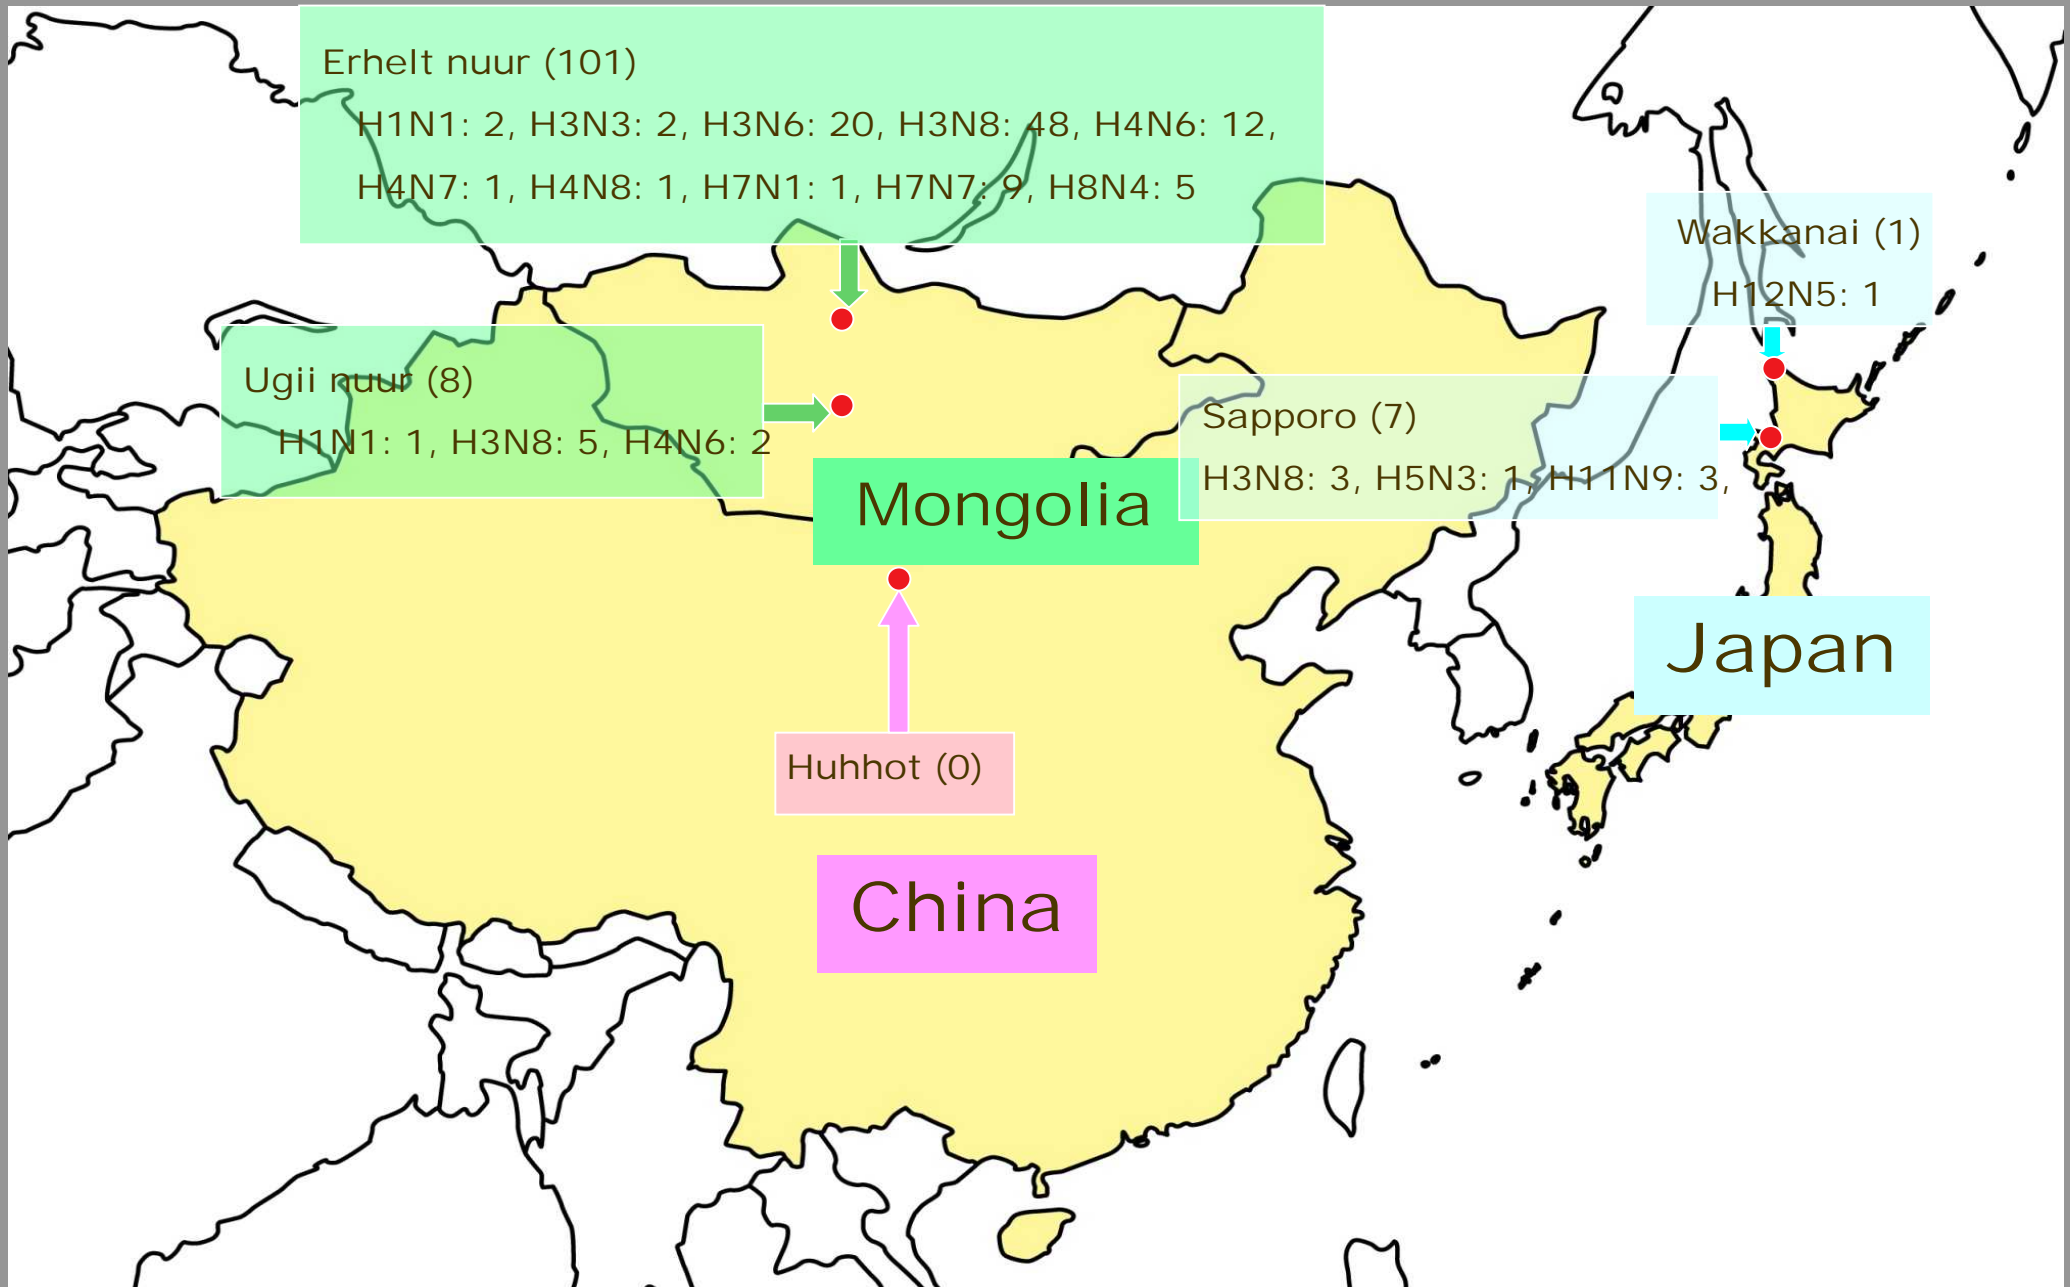 Erhelt nuur (101)
H1N1: 2, H3N3: 2, H3N6: 20, H3N8: 48, H4N6: 12,
H4N7: 1, H4N8: 1, H7N1: 1, H7N7: 9, H8N4: 5
Wakkanai (1)
H12N5: 1
Ugii nuur (8)
H1N1: 1, H3N8: 5, H4N6: 2
Sapporo (7)
H3N8: 3, H5N3: 1, H11N9: 3,
Mongolia
Japan
Huhhot (0)
China